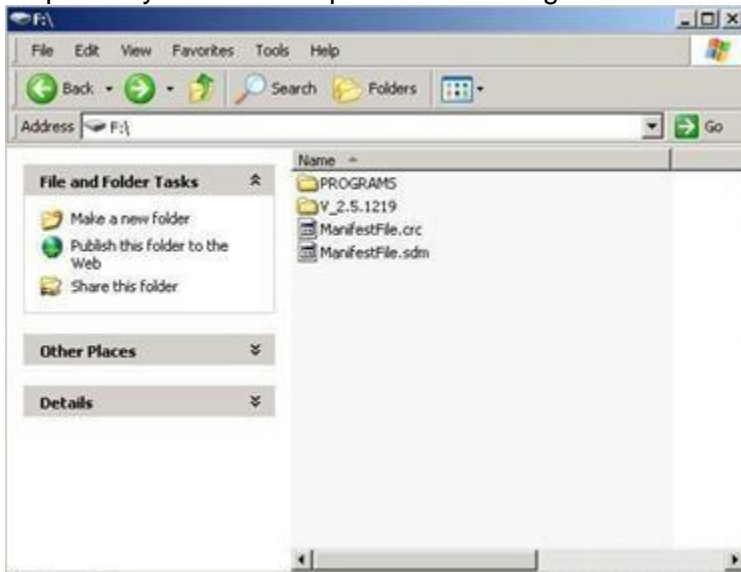 F:\
File Edit View Favorites Tools Help
Back Search Folders
Address F:\ Go
File and Folder Tasks
Make a new folder
Publish this folder to the
Web
Share this folder
Other Places
Details
Name
PROGRAMS
V_2.5.1219
ManifestFile.crc
ManifestFile.sdm